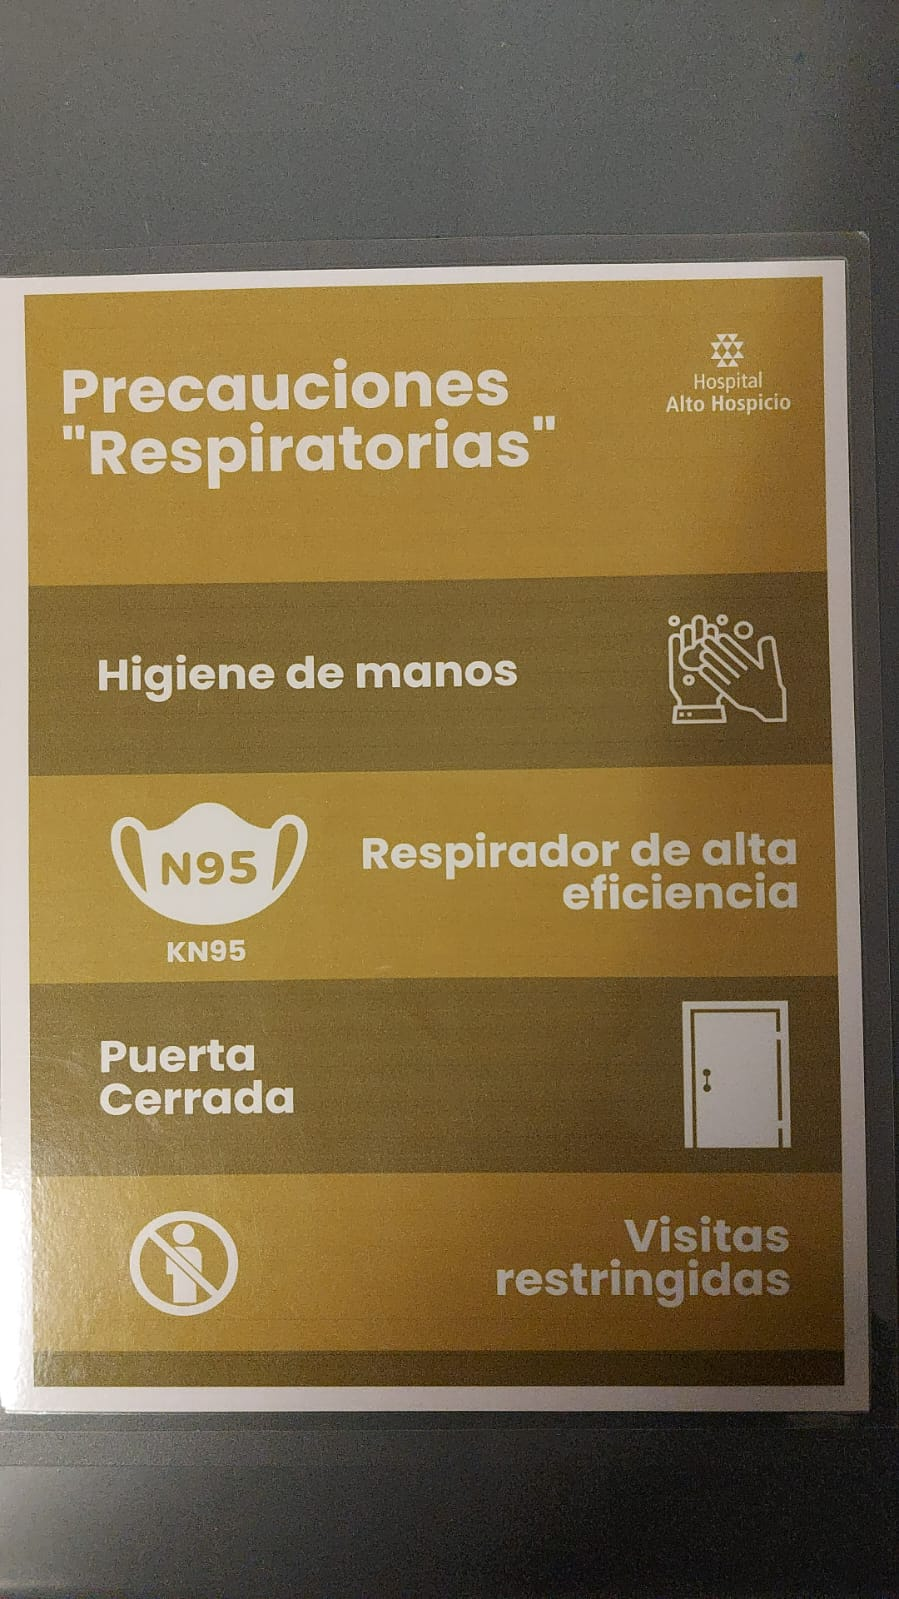 Precauciones
"Respiratorias"
Hospital
Alto Hospicio
Higiene de manos
N95
KN95
Respirador de alta
eficiencia
Puerta
Cerrada
Visitas
restringidas